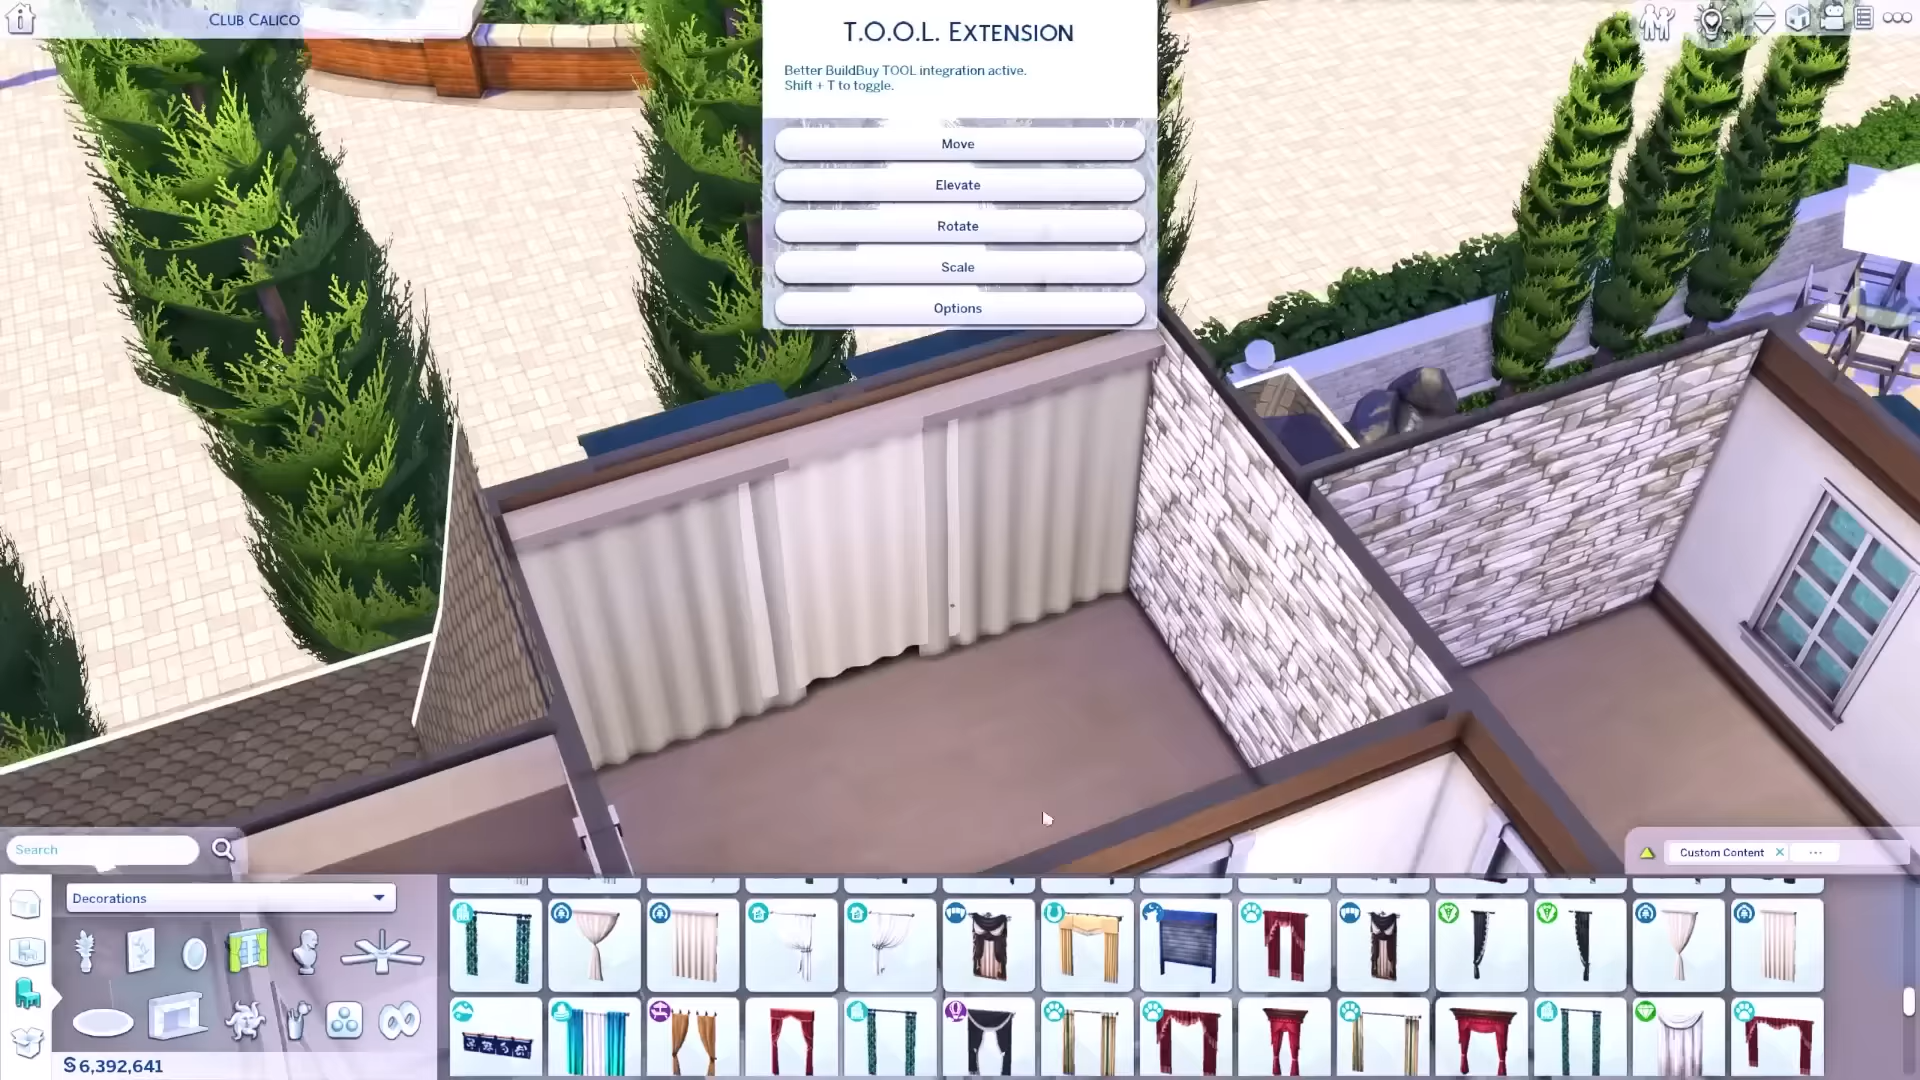 CLUB CALICO
T.O.O.L. EXTENSION
Better BuildBuy TOOL integration active.
Shift + T to toggle.
Move
Elevate
Rotate
Scale
Options
Search
Custom Content
Decorations
§6,392,641